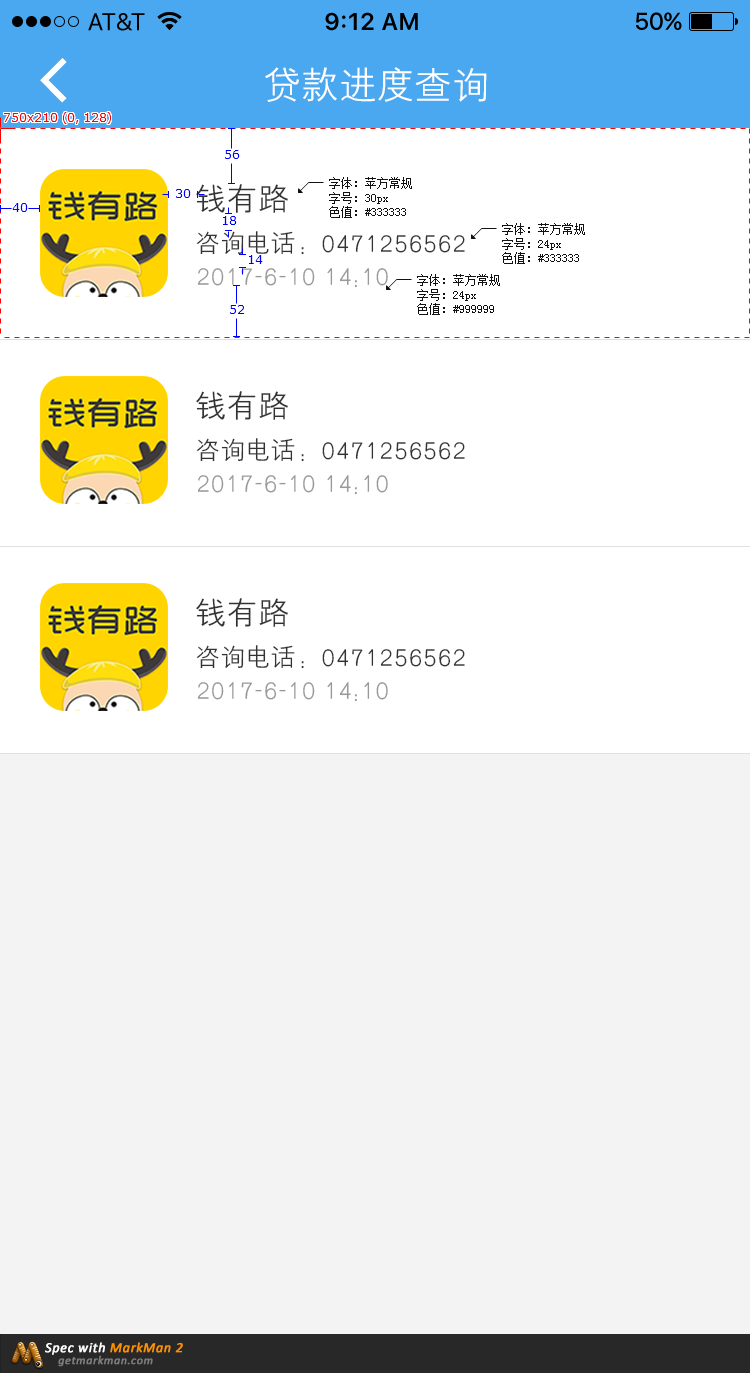 ●●●○○ AT&T 9:12 AM 50%
贷款进度查询
750x210 (0, 128)
56
40
30
钱有路
钱有路
字体：苹方常规
字号：30px
色值：#333333
18
咨询电话：0471256562
字体：苹方常规
字号：24px
色值：#333333
14
2017-6-10 14:10
字体：苹方常规
字号：24px
色值：#999999
52
钱有路
钱有路
咨询电话：0471256562
2017-6-10 14:10
钱有路
钱有路
咨询电话：0471256562
2017-6-10 14:10
Spec with MarkMan 2
getmarkman.com